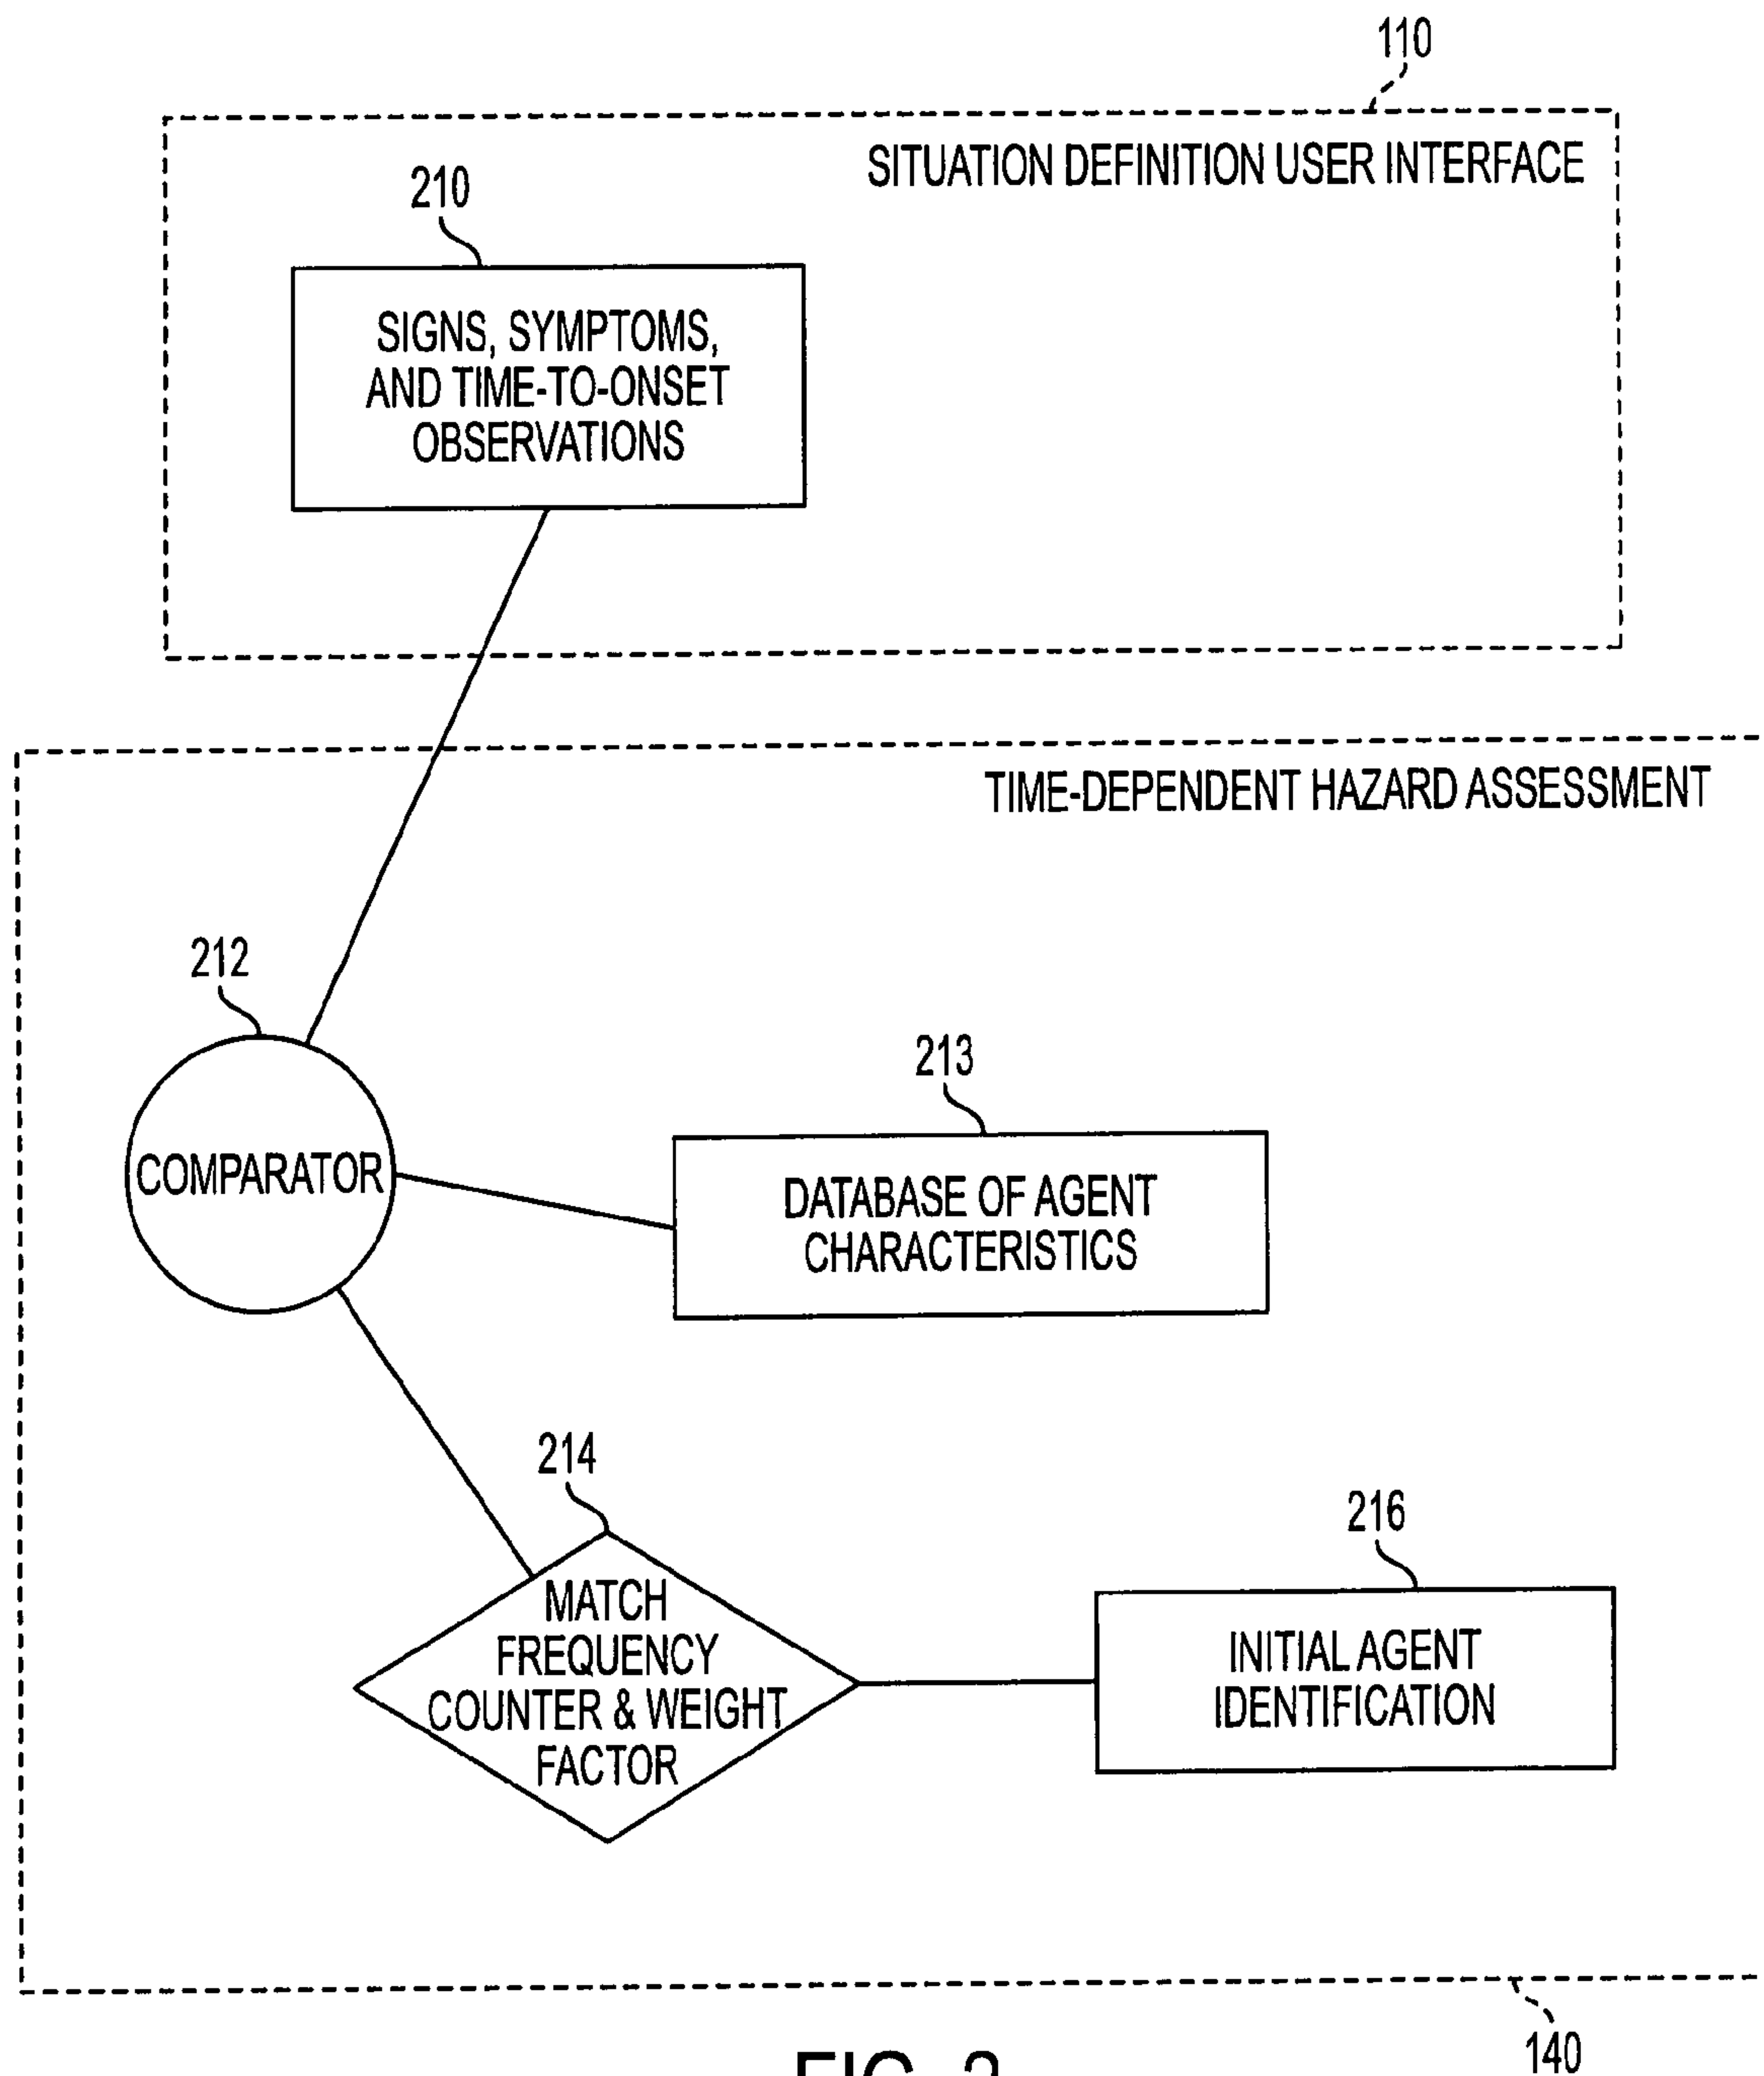 110
SITUATION DEFINITION USER INTERFACE
210
SIGNS, SYMPTOMS,
AND TIME-TO-ONSET
OBSERVATIONS
TIME-DEPENDENT HAZARD ASSESSMENT
212
COMPARATOR
213
DATABASE OF AGENT
CHARACTERISTICS
214
MATCH
FREQUENCY
COUNTER & WEIGHT
FACTOR
216
INITIAL AGENT
IDENTIFICATION
140